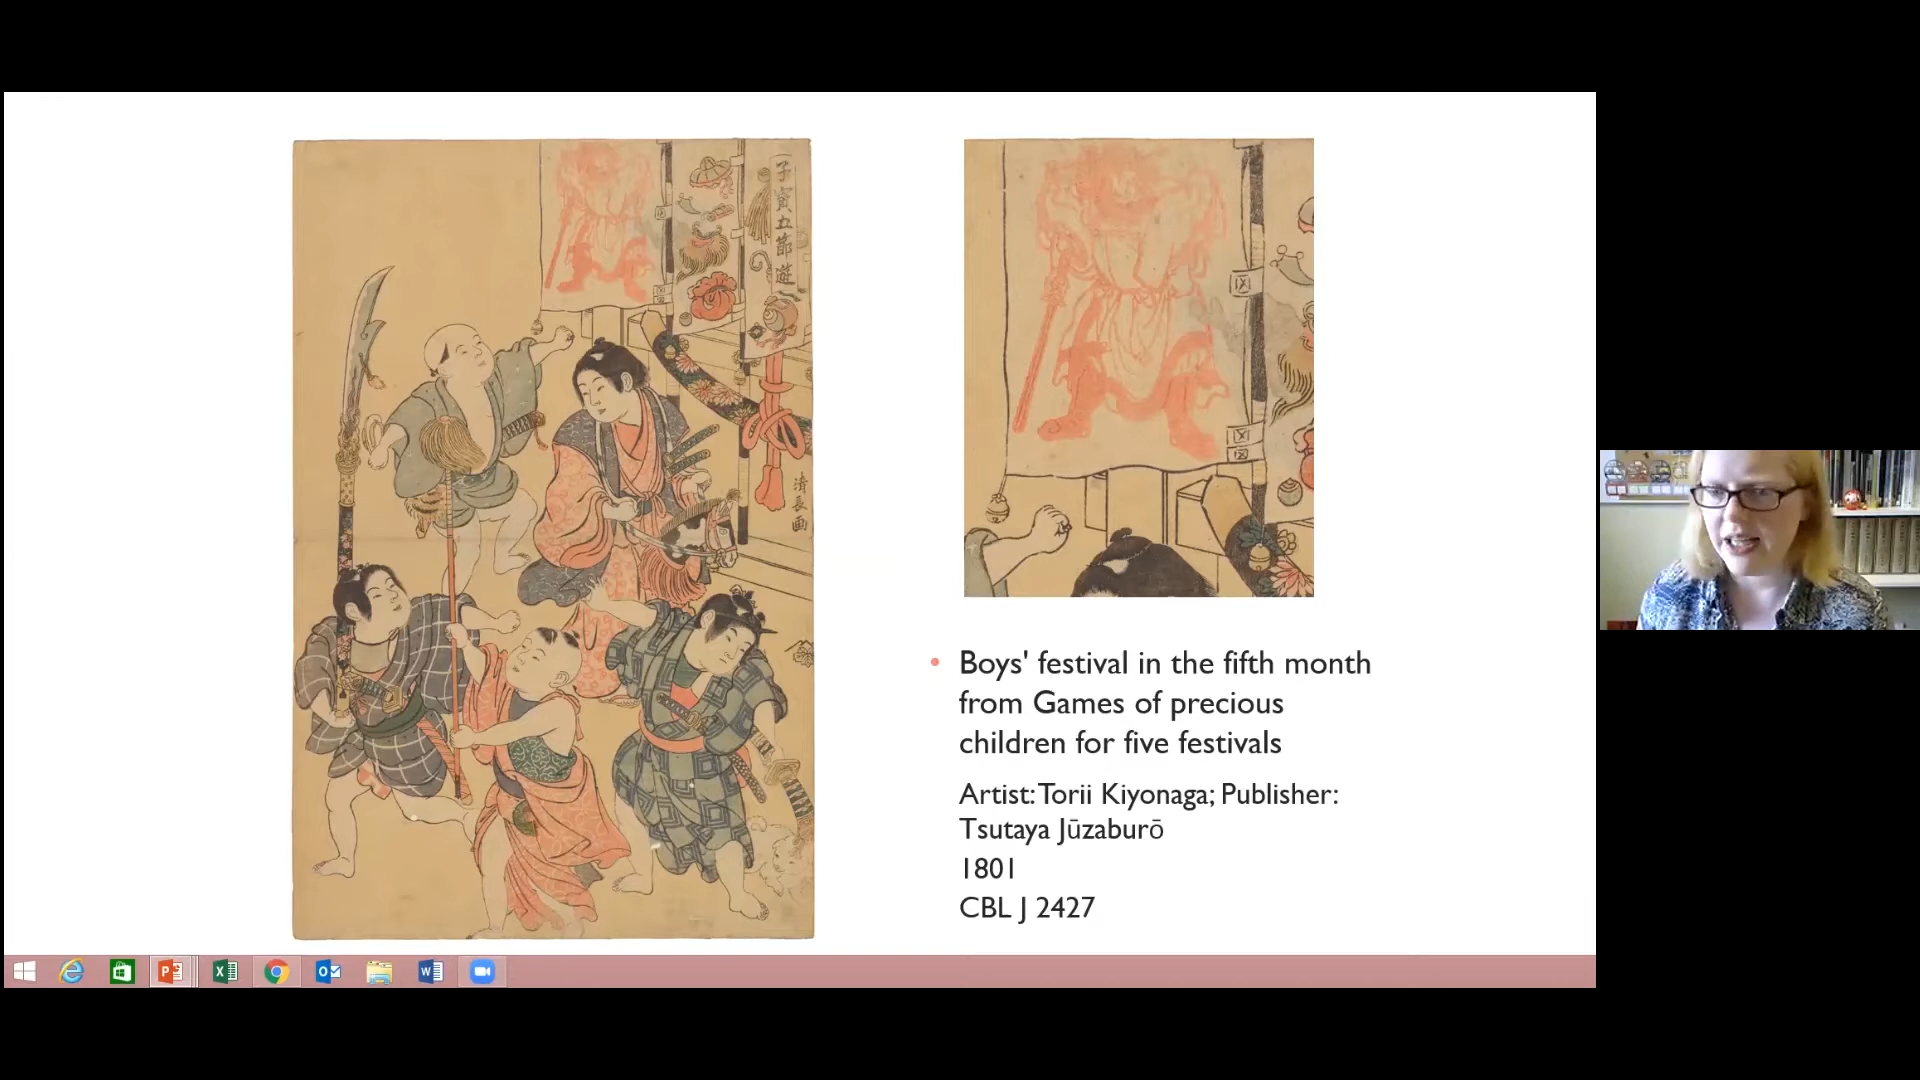 子寳五節遊
清長画
Boys' festival in the fifth month
from Games of precious
children for five festivals
Artist: Torii Kiyonaga; Publisher:
Tsutaya Jūzaburō
1801
CBL J 2427